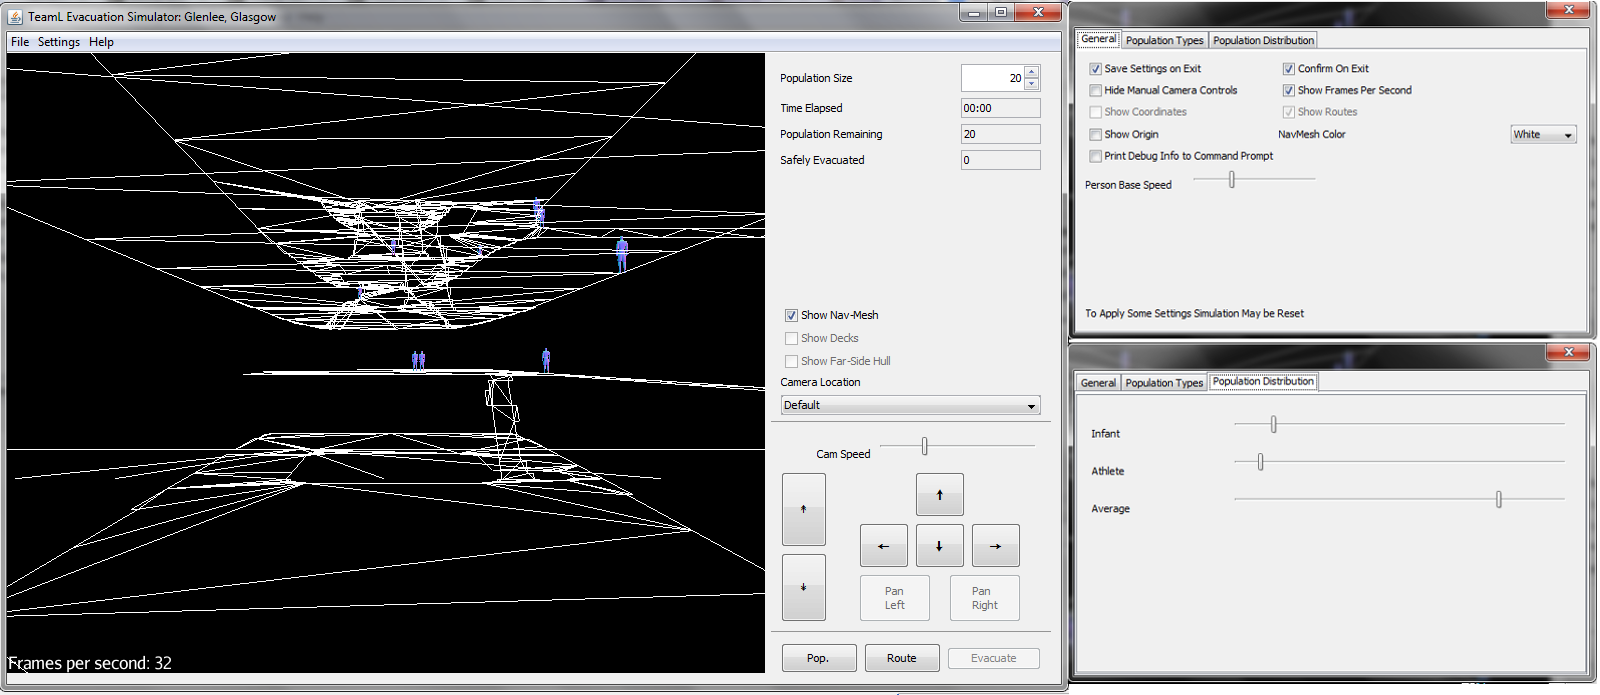 TeamL Evacuation Simulator: Glenlee, Glasgow
File Settings Help
Population Size 20
Time Elapsed 00:00
Population Remaining 20
Safely Evacuated 0
Show Nav-Mesh
Show Decks
Show Far-Side Hull
Camera Location
Default
Cam Speed
Pan Left
Pan Right
Pop. Route Evacuate
Frames per second: 32
General Population Types Population Distribution
Save Settings on Exit Confirm On Exit
Hide Manual Camera Controls Show Frames Per Second
Show Coordinates Show Routes
Show Origin NavMesh Color White
Print Debug Info to Command Prompt
Person Base Speed
To Apply Some Settings Simulation May be Reset
General Population Types Population Distribution
Infant
Athlete
Average